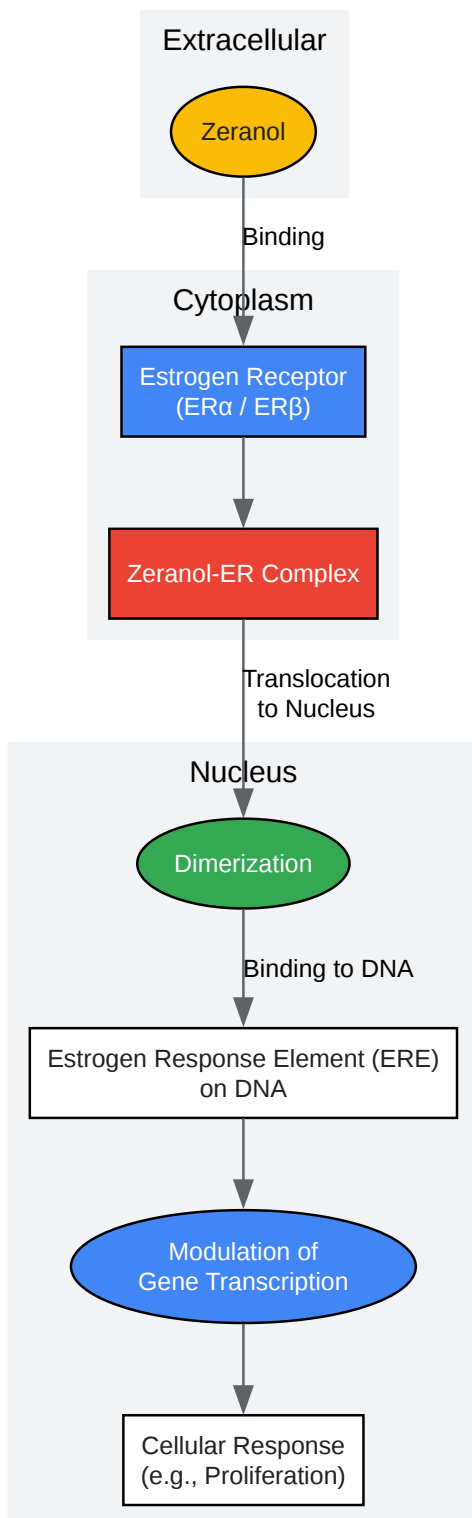 Extracellular
Zeranol
Binding
Cytoplasm
Estrogen Receptor
(ERα / ERβ)
Zeranol-ER Complex
Translocation
to Nucleus
Nucleus
Dimerization
Binding to DNA
Estrogen Response Element (ERE)
on DNA
Modulation of
Gene Transcription
Cellular Response
(e.g., Proliferation)